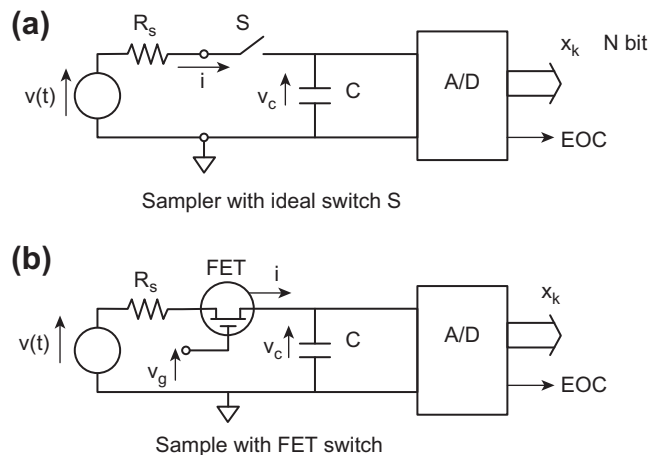 (a)
R_s S x_k N bit
v(t) i v_c C A/D
EOC
Sampler with ideal switch S
(b)
FET
R_s i x_k
v(t) v_g v_c C A/D
EOC
Sample with FET switch